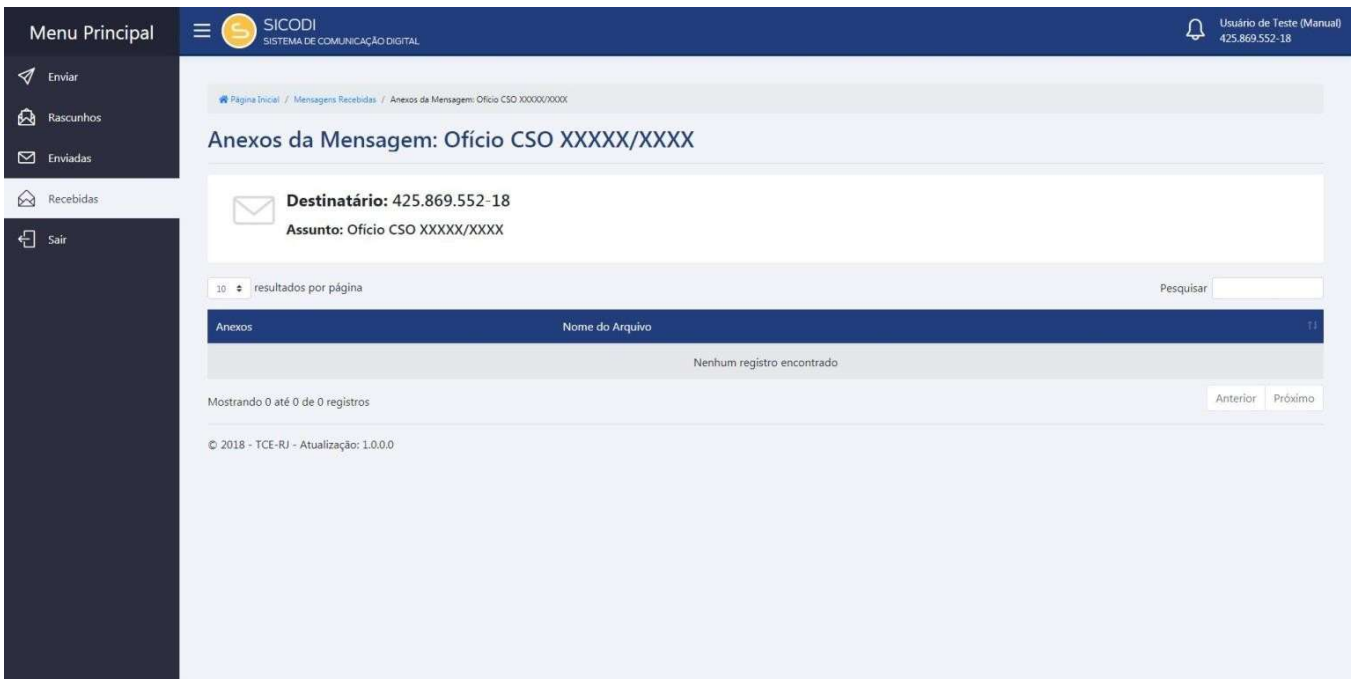 Menu Principal
SICODI
SISTEMA DE COMUNICAÇÃO DIGITAL
Usuário de Teste (Manual)
425.869.552-18
Enviar
Rascunhos
Enviadas
Recebidas
Sair
Página Inicial / Mensagens Recebidas / Anexos da Mensagem: Ofício CSO XXXXX/XXXX
Anexos da Mensagem: Ofício CSO XXXXX/XXXX
Destinatário: 425.869.552-18
Assunto: Ofício CSO XXXXX/XXXX
10 resultados por página
Pesquisar
Anexos Nome do Arquivo
Nenhum registro encontrado
Mostrando 0 até 0 de 0 registros
Anterior Próximo
© 2018 - TCE-RJ - Atualização: 1.0.0.0